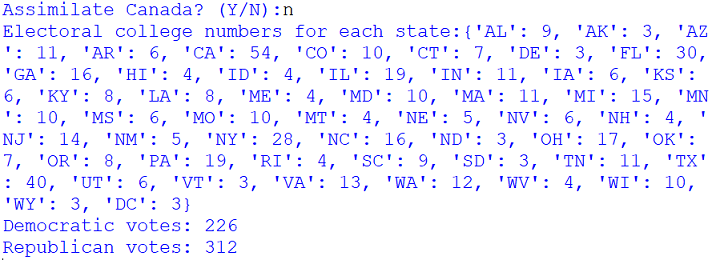 Assimilate Canada? (Y/N):n
Electoral college numbers for each state:{'AL': 9, 'AK': 3, 'AZ
': 11, 'AR': 6, 'CA': 54, 'CO': 10, 'CT': 7, 'DE': 3, 'FL': 30,
'GA': 16, 'HI': 4, 'ID': 4, 'IL': 19, 'IN': 11, 'IA': 6, 'KS':
6, 'KY': 8, 'LA': 8, 'ME': 4, 'MD': 10, 'MA': 11, 'MI': 15, 'MN
': 10, 'MS': 6, 'MO': 10, 'MT': 4, 'NE': 5, 'NV': 6, 'NH': 4, '
NJ': 14, 'NM': 5, 'NY': 28, 'NC': 16, 'ND': 3, 'OH': 17, 'OK':
7, 'OR': 8, 'PA': 19, 'RI': 4, 'SC': 9, 'SD': 3, 'TN': 11, 'TX'
: 40, 'UT': 6, 'VT': 3, 'VA': 13, 'WA': 12, 'WV': 4, 'WI': 10,
'WY': 3, 'DC': 3}
Democratic votes: 226
Republican votes: 312